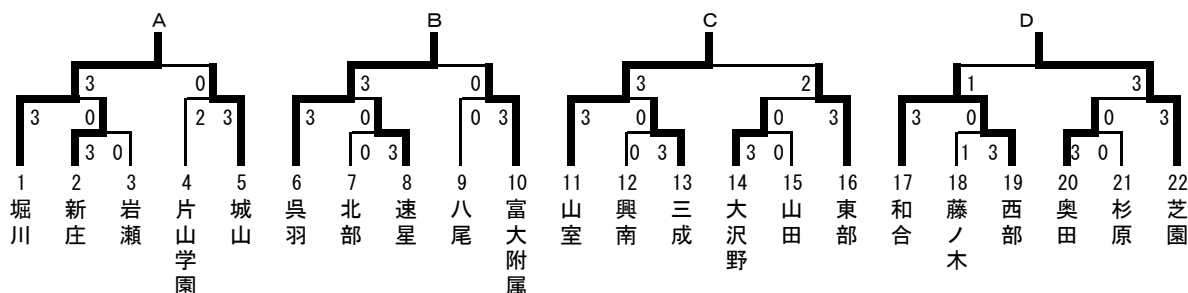 A B C D
3 0 3 0 3 2 1 3
3 0 2 3 3 0 0 3 3 0 0 3 3 0 0 3
3 0 0 3 0 3 3 0 1 3 3 0
1 2 3 4 5 6 7 8 9 10 11 12 13 14 15 16 17 18 19 20 21 22
堀川
新庄
岩瀬
片山学園
城山
呉羽
北部
速星
八尾
富大附属
山室
興南
三成
大沢野
山田
東部
和合
藤ノ木
西部
奥田
杉原
芝園